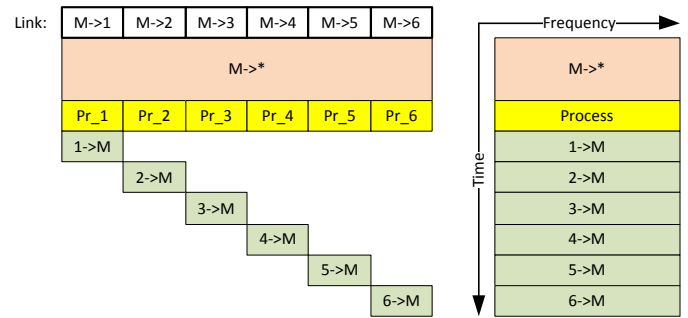 Link: M->1 M->2 M->3 M->4 M->5 M->6
M->*
Pr_1 Pr_2 Pr_3 Pr_4 Pr_5 Pr_6
1->M
2->M
3->M
4->M
5->M
6->M
Frequency
Time
M->*
Process
1->M
2->M
3->M
4->M
5->M
6->M